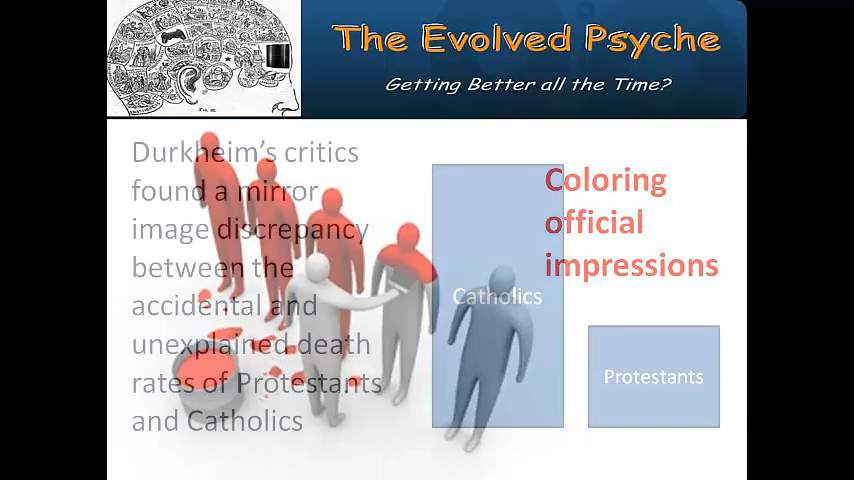 The Evolved Psyche
Getting Better all the Time?
Durkheim's critics
found a mirror
image discrepancy
between the
accidental and
unexplained death
rates of Protestants
and Catholics
Coloring
official
impressions
Catholics
Protestants